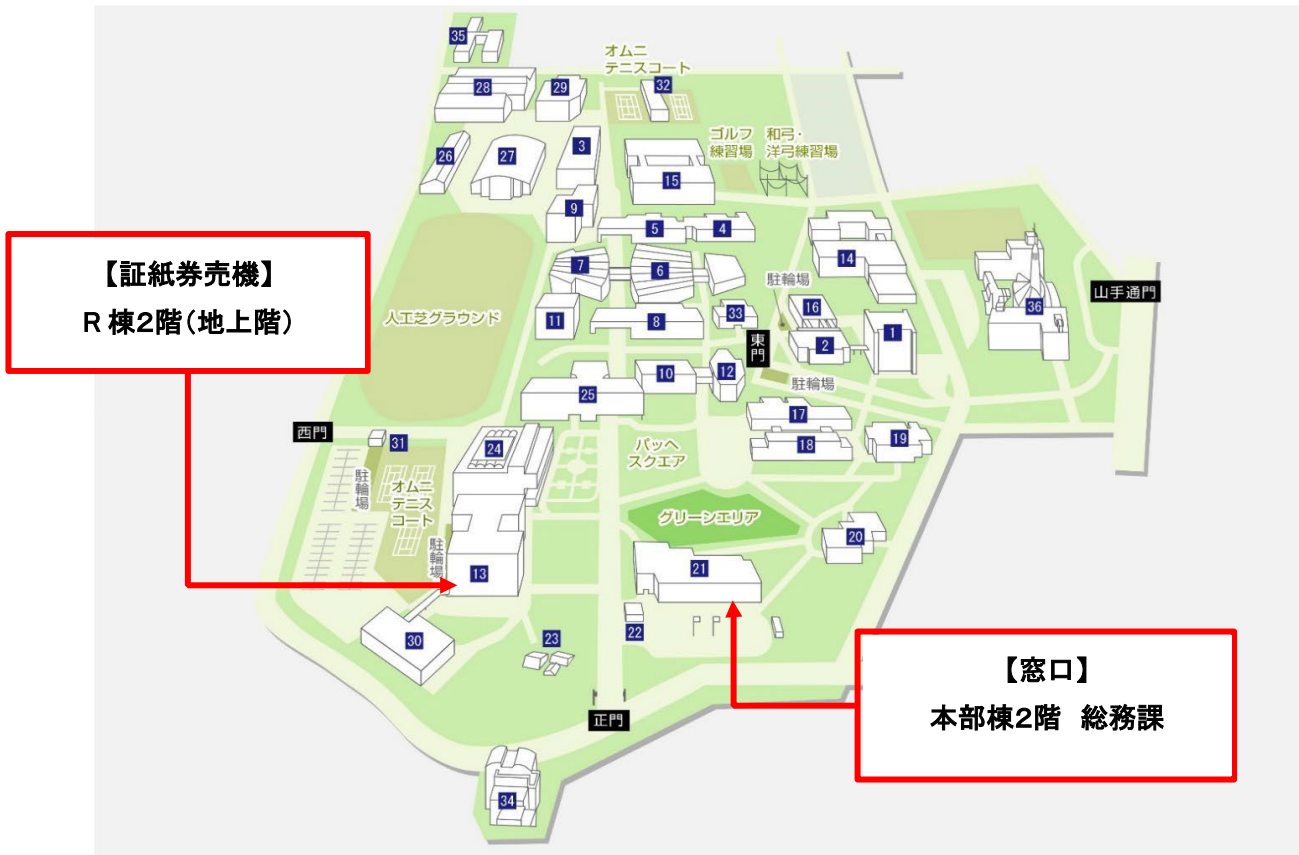 35
オムニ
テニスコート
28
29
32
3
ゴルフ
練習場
和弓・
洋弓練習場
26
27
15
9
5
4
【証紙券売機】
R棟2階（地上階）
7
6
14
駐輪場
山手通門
36
人工芝グラウンド
11
8
33
16
東門
2
1
10
12
駐輪場
25
17
西門
31
24
18
19
バッヘ
スクエア
駐輪場
オムニ
テニス
コート
グリーンエリア
20
駐輪場
13
21
30
23
22
【窓口】
本部棟2階 総務課
正門
34